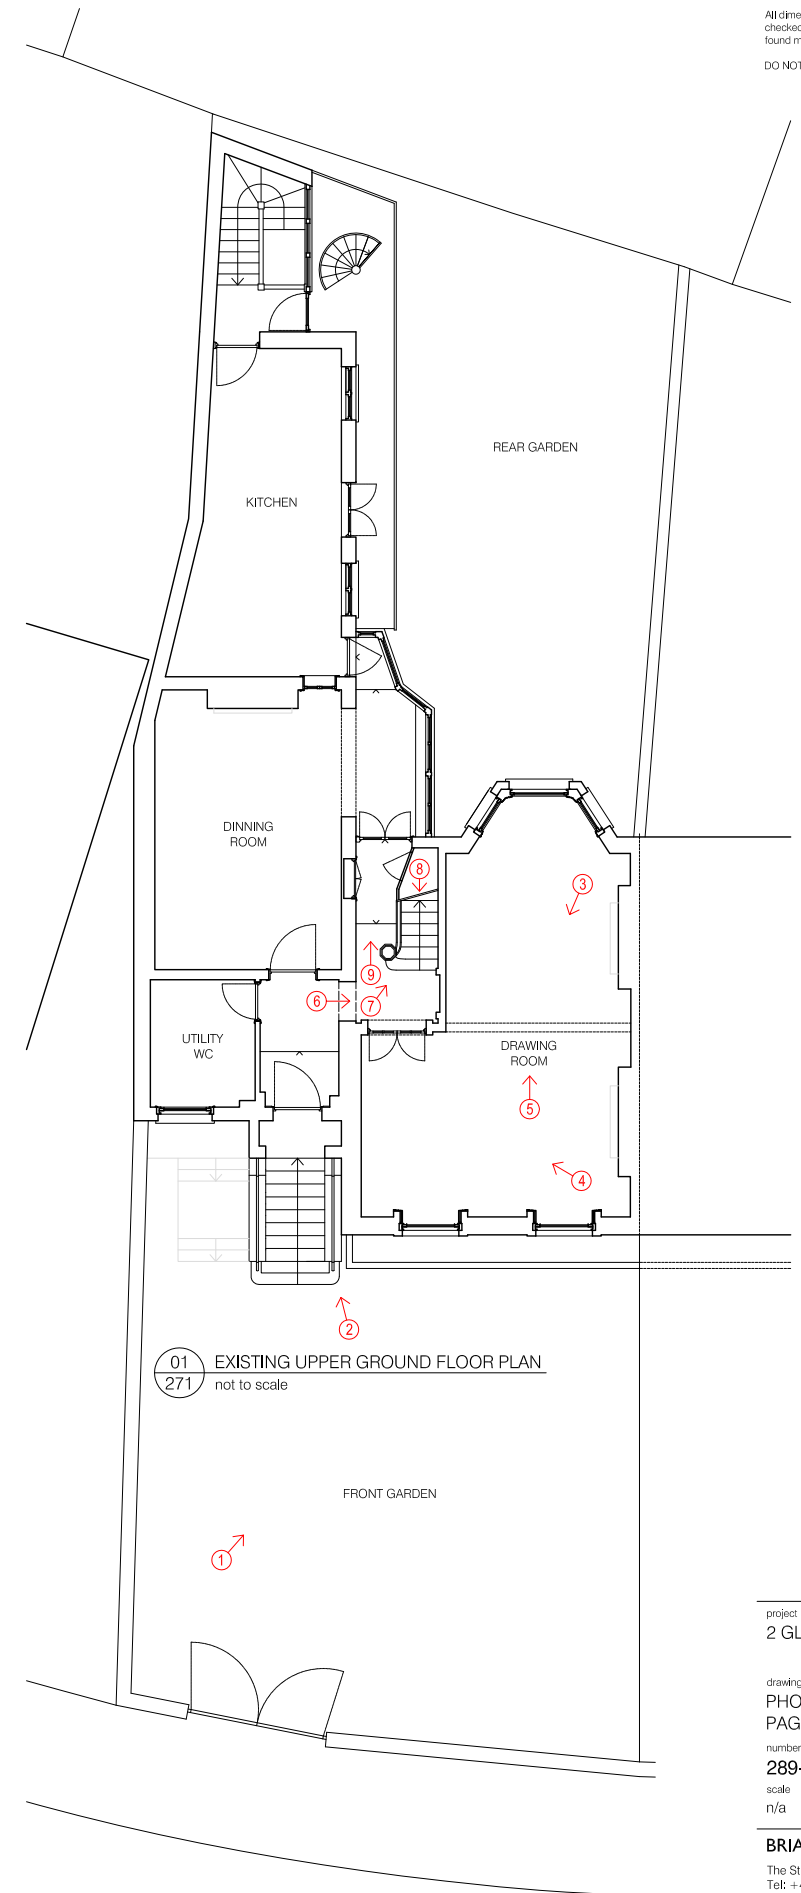 All dime
checked
found m
DO NOT
REAR GARDEN
KITCHEN
DINNING
ROOM
8
3
9
6
7
UTILITY
WC
DRAWING
ROOM
5
4
2
01
271
EXISTING UPPER GROUND FLOOR PLAN
not to scale
FRONT GARDEN
1
project
2 GL
drawing
PHO
PAG
number
289-
scale
n/a
BRIA
The St
Tel: +4